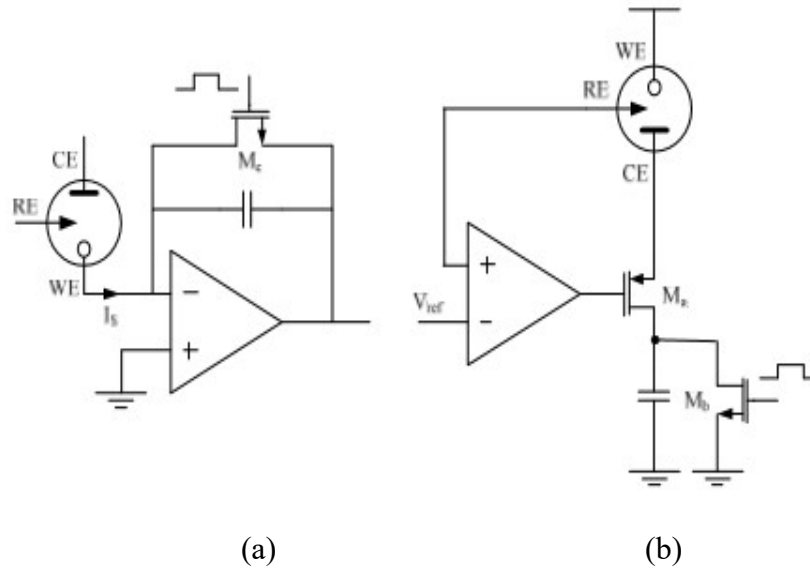 WE
RE
CE
M_c
CE
RE
WE
I_S
−
+
+
V_ref
−
M_a
M_b
(a)
(b)